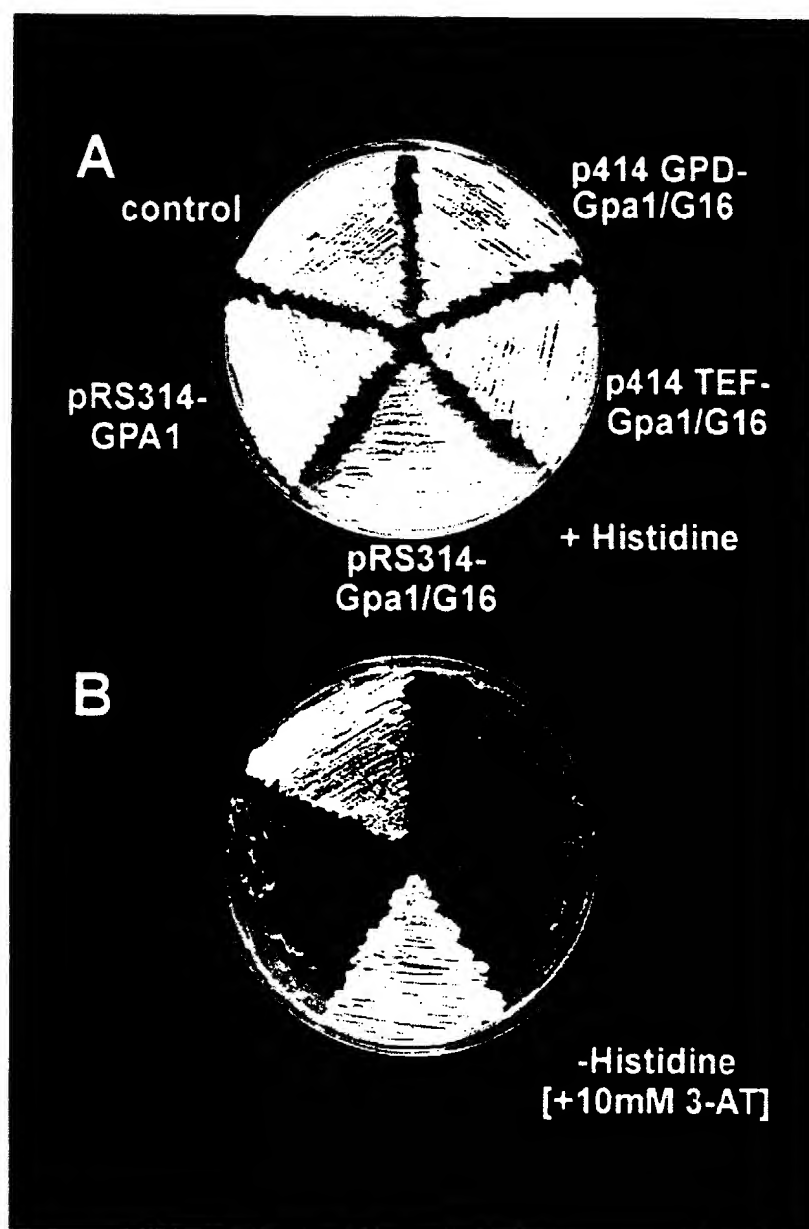 A
control
p414 GPD-
Gpa1/G16
pRS314-
GPA1
p414 TEF-
Gpa1/G16
pRS314-
Gpa1/G16
+ Histidine
B
-Histidine
[+10mM 3-AT]